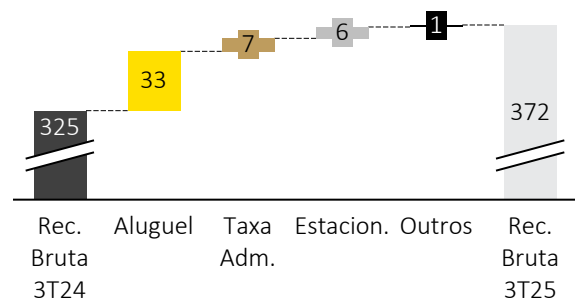 1
6
7
33
325
372
Rec. Bruta 3T24
Aluguel
Taxa Adm.
Estacion.
Outros
Rec. Bruta 3T25